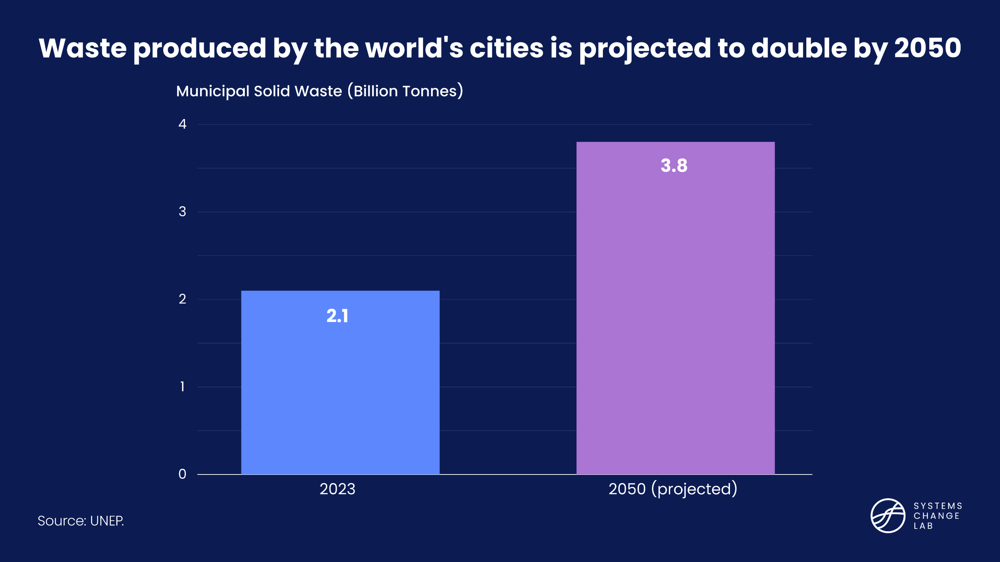 Waste produced by the world's cities is projected to double by 2050
Municipal Solid Waste (Billion Tonnes)
4
3
2
1
0
2.1
3.8
2023
2050 (projected)
Source: UNEP.
SYSTEMS
CHANGE
LAB